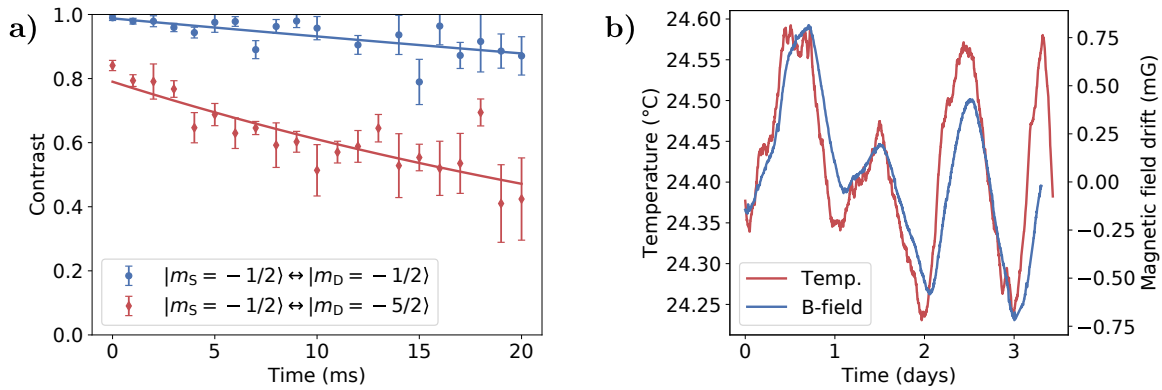 a)
1.0
0.8
0.6
0.4
0.2
0.0
Contrast
0
5
10
15
20
Time (ms)
|m_S = −1/2⟩ ↔ |m_D = −1/2⟩
|m_S = −1/2⟩ ↔ |m_D = −5/2⟩
b)
24.60
24.55
24.50
24.45
24.40
24.35
24.30
24.25
Temperature (°C)
0.75
0.50
0.25
0.00
−0.25
−0.50
−0.75
Magnetic field drift (mG)
Temp.
B-field
0
1
2
3
Time (days)